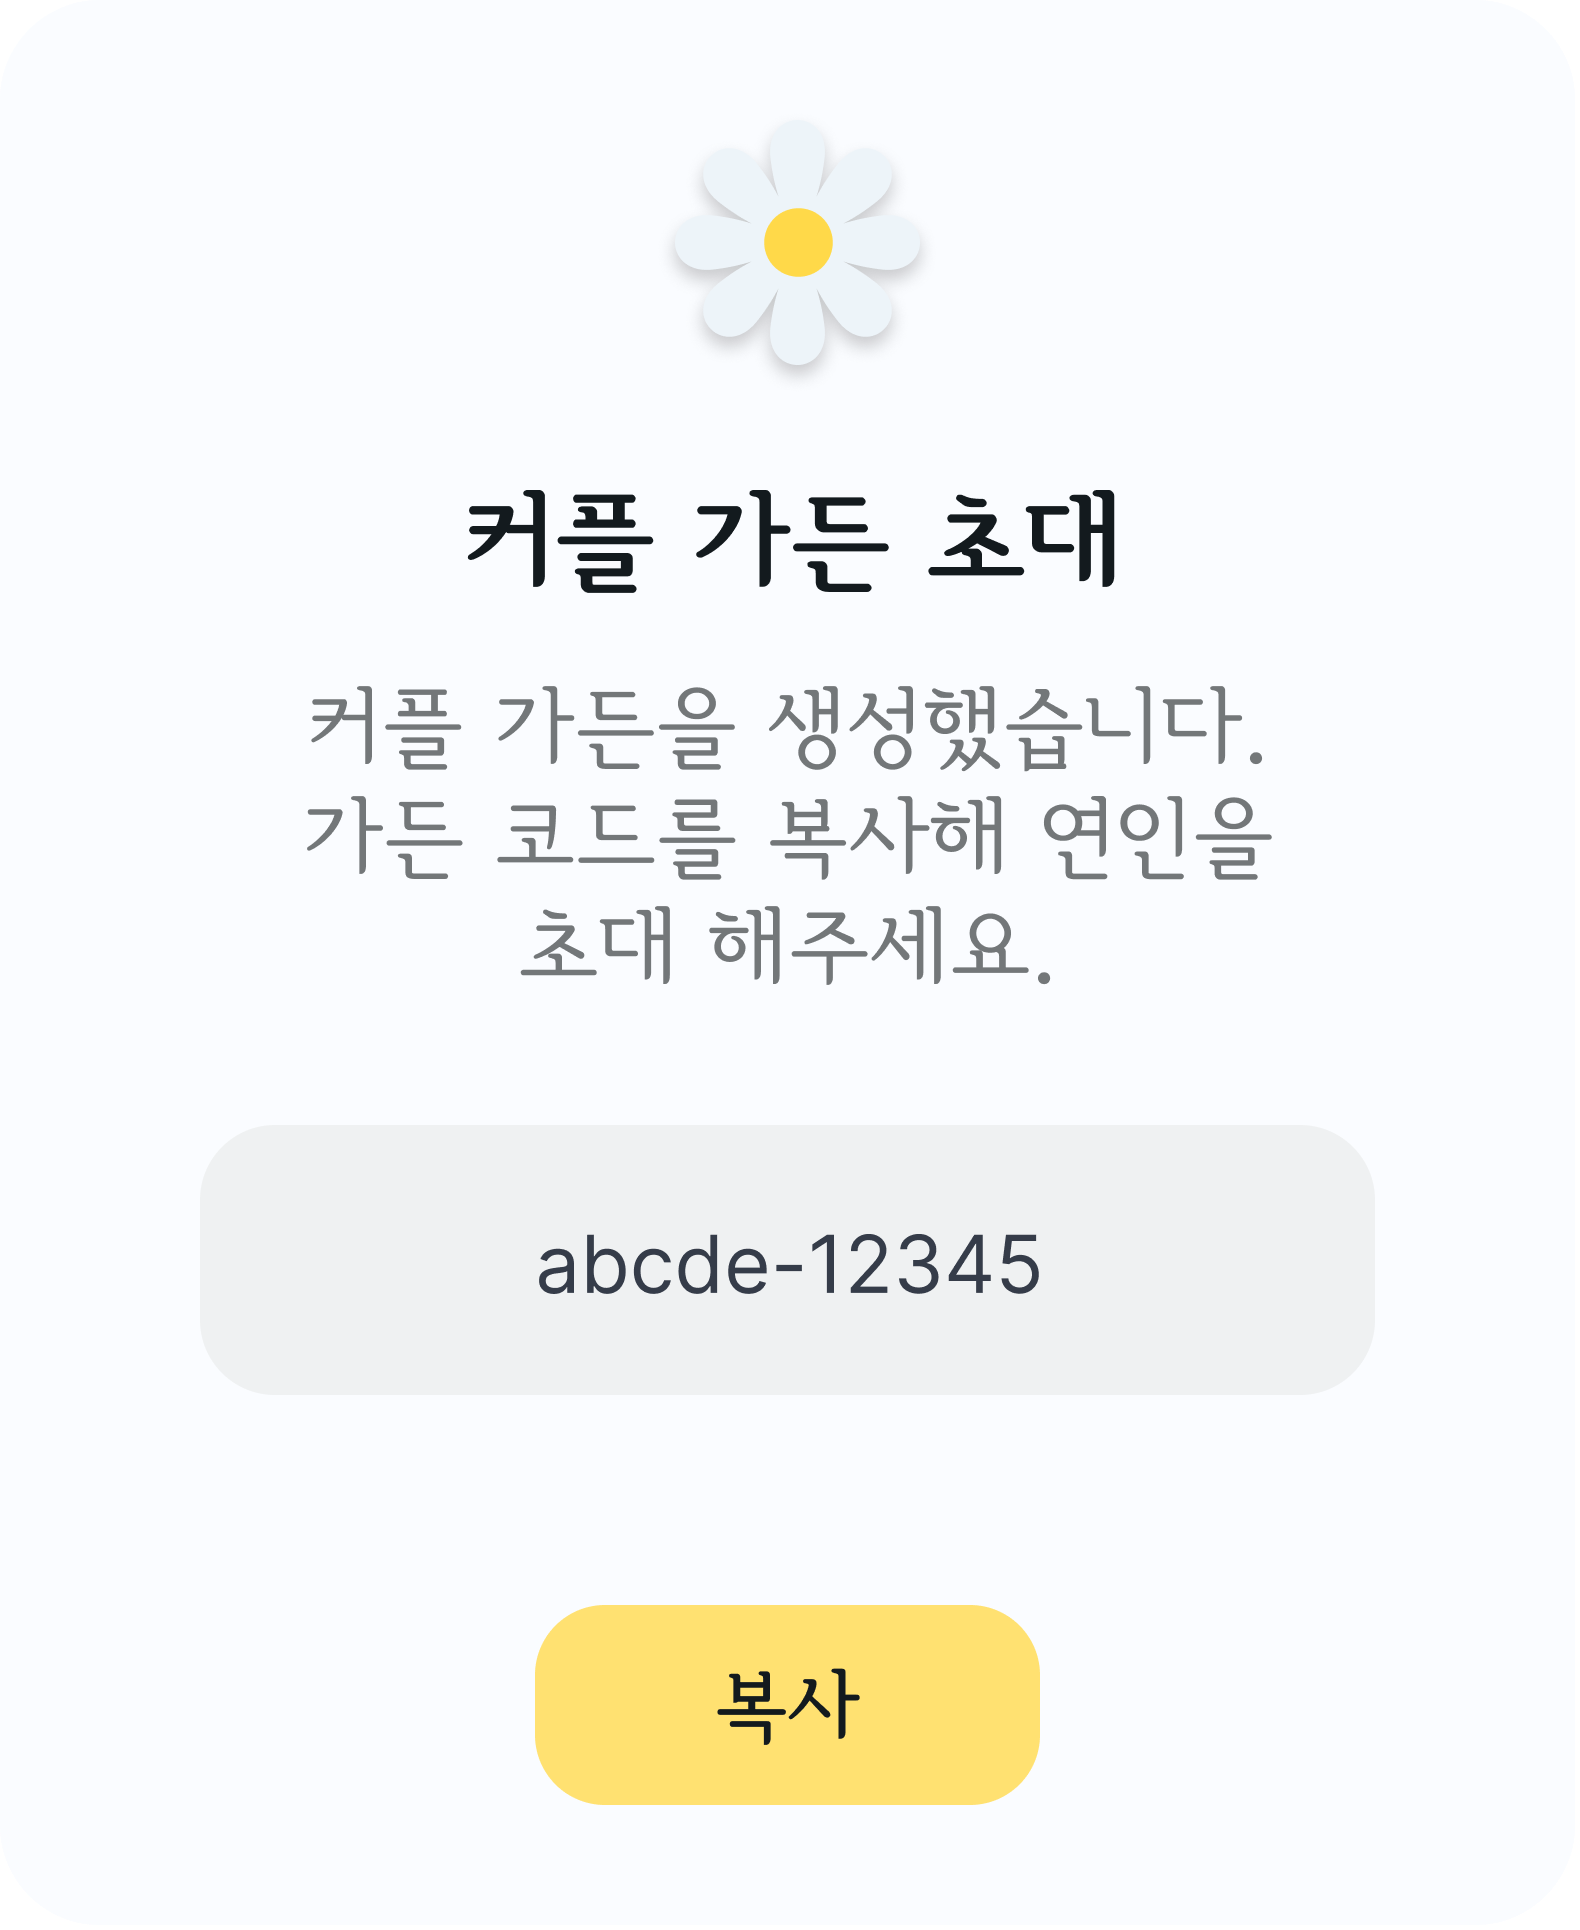 커플 가든 초대
커플 가든을 생성했습니다.
가든 코드를 복사해 연인을
초대 해주세요.
abcde-12345
복사